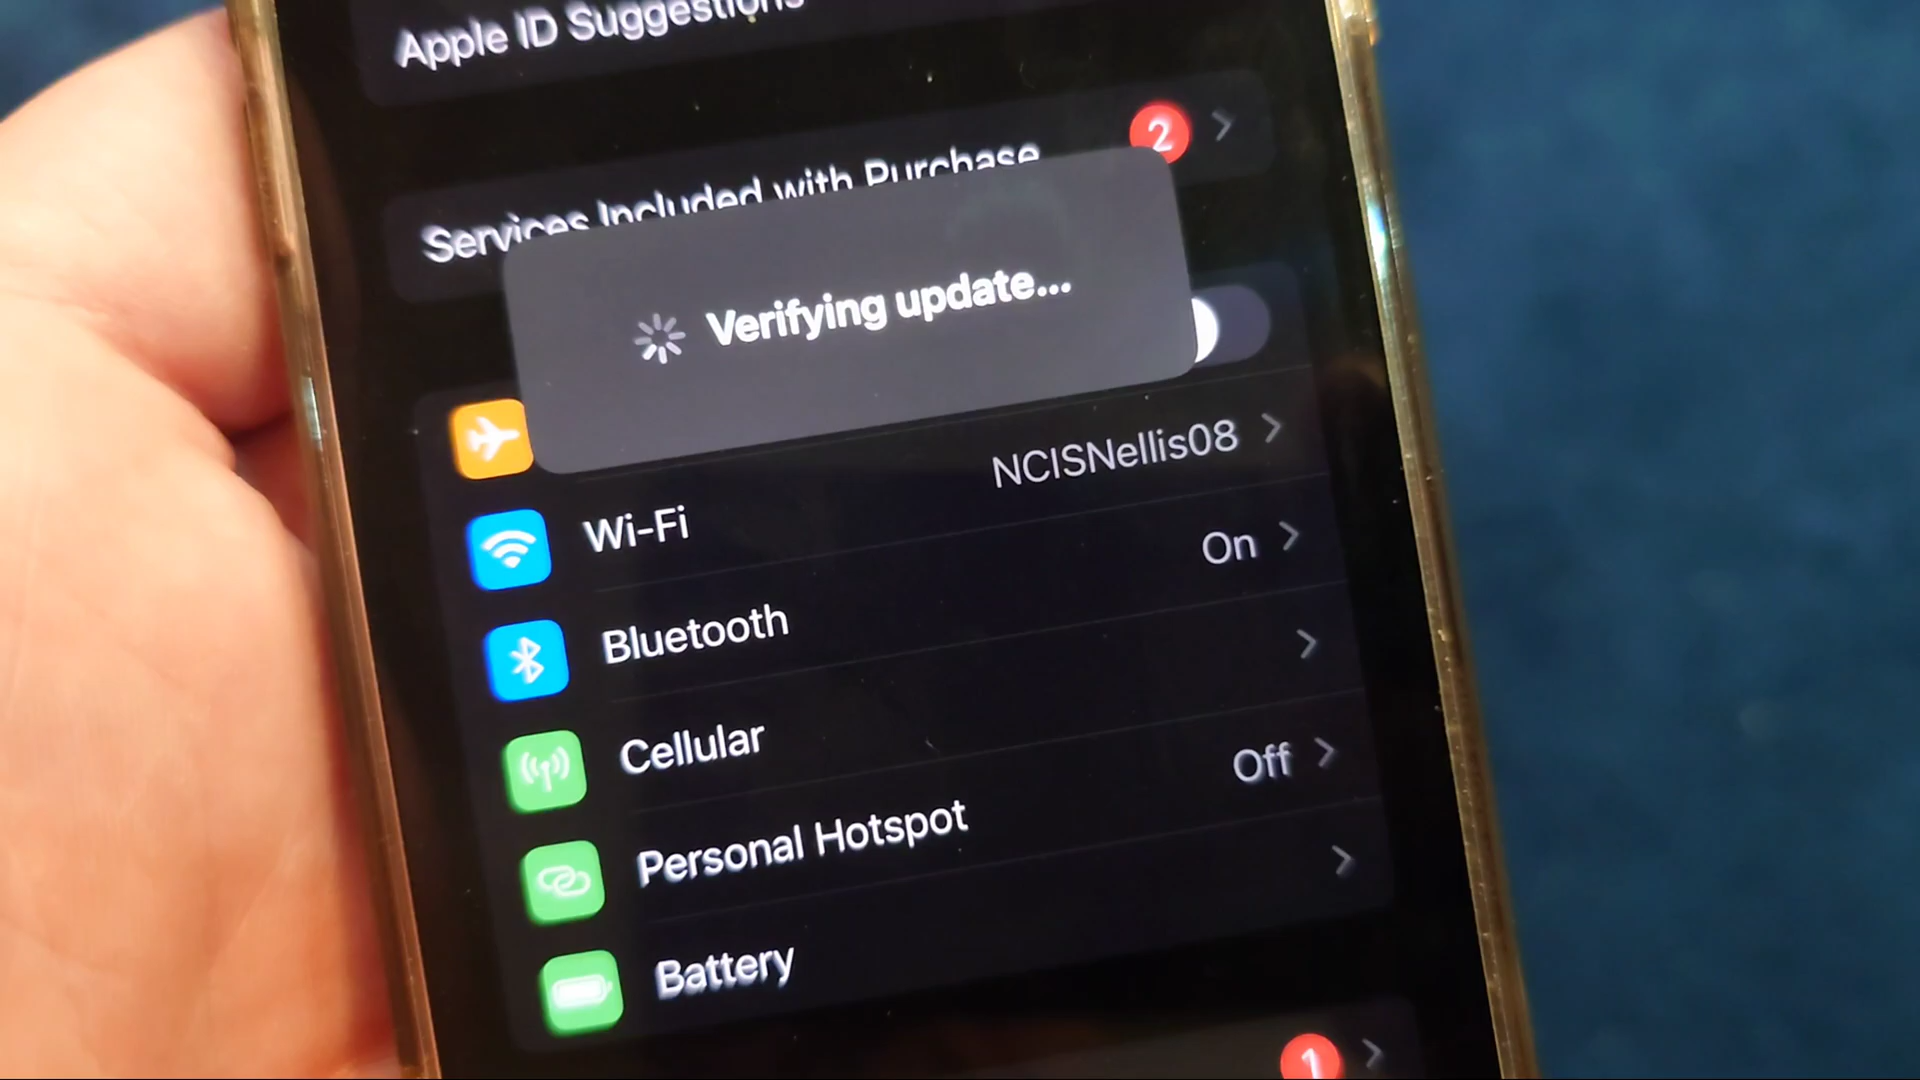 Apple ID Suggestions
2
Services Included with Purchase
Verifying update...
Wi-Fi NCISNellis08
Bluetooth On
Cellular
Personal Hotspot Off
Battery
1